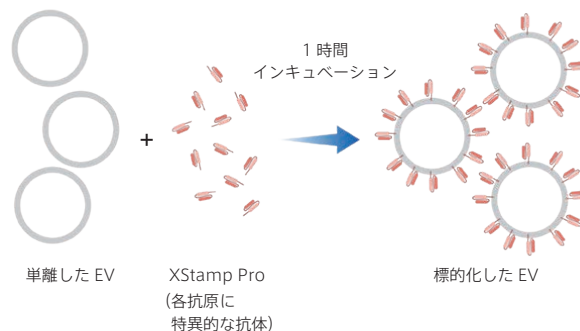 1 時間
インキュベーション
+
単離した EV
XStamp Pro
(各抗原に
特異的な抗体)
標的化した EV